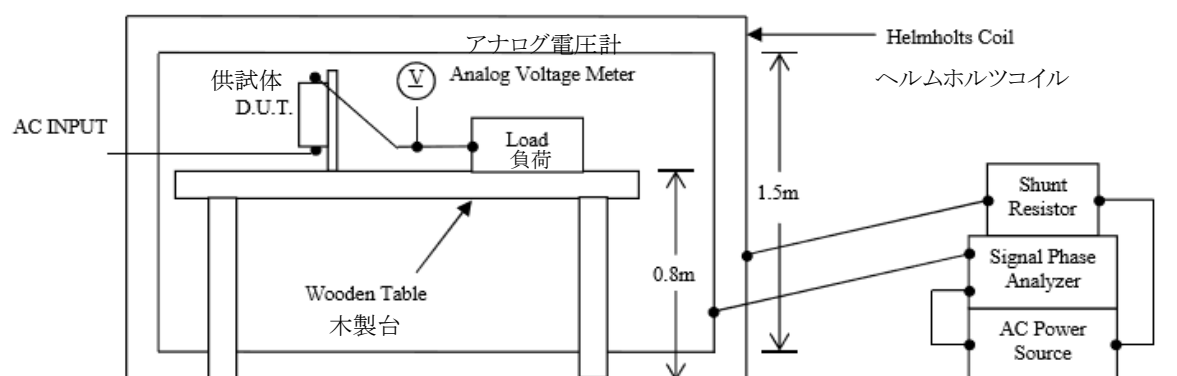 アナログ電圧計
Analog Voltage Meter
V
供試体
D.U.T.
AC INPUT
Load
負荷
Helmholts Coil
ヘルムホルツコイル
1.5m
0.8m
Wooden Table
木製台
Shunt
Resistor
Signal Phase
Analyzer
AC Power
Source